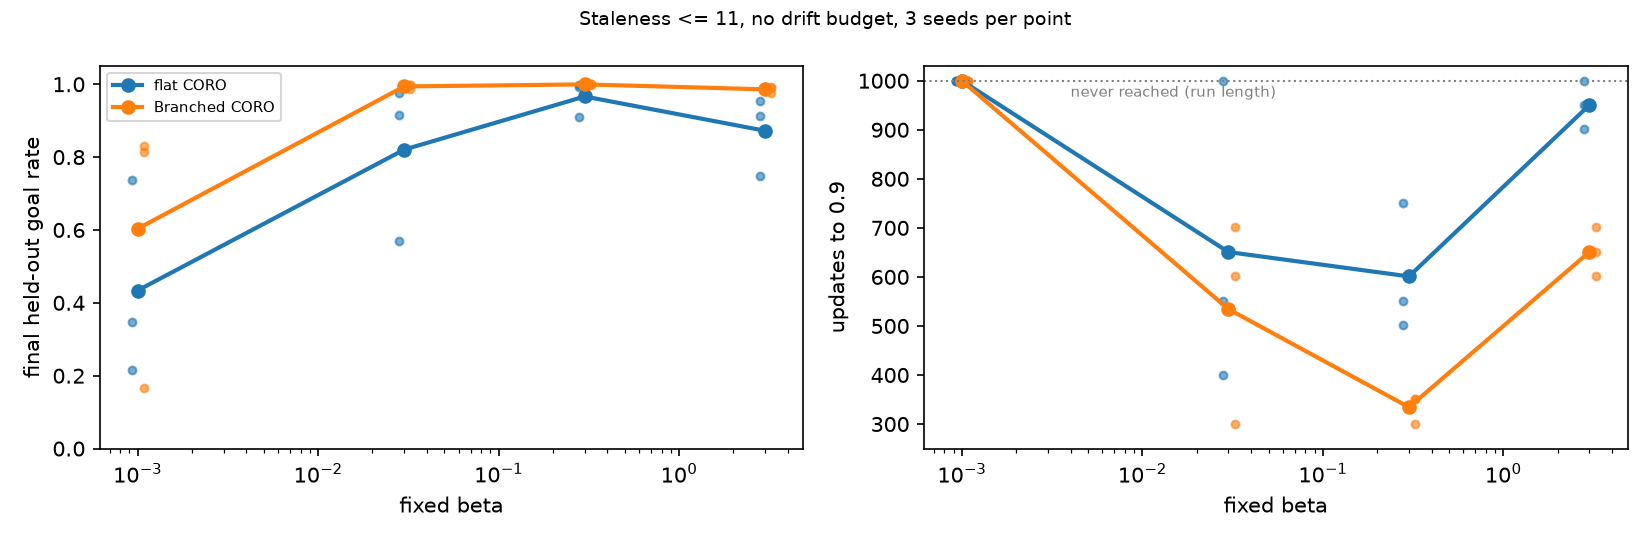 Staleness <= 11, no drift budget, 3 seeds per point
final held-out goal rate
1.0
0.8
0.6
0.4
0.2
0.0
flat CORO
Branched CORO
10⁻³
10⁻²
10⁻¹
10⁰
fixed beta
updates to 0.9
1000
900
800
700
600
500
400
300
never reached (run length)
10⁻³
10⁻²
10⁻¹
10⁰
fixed beta